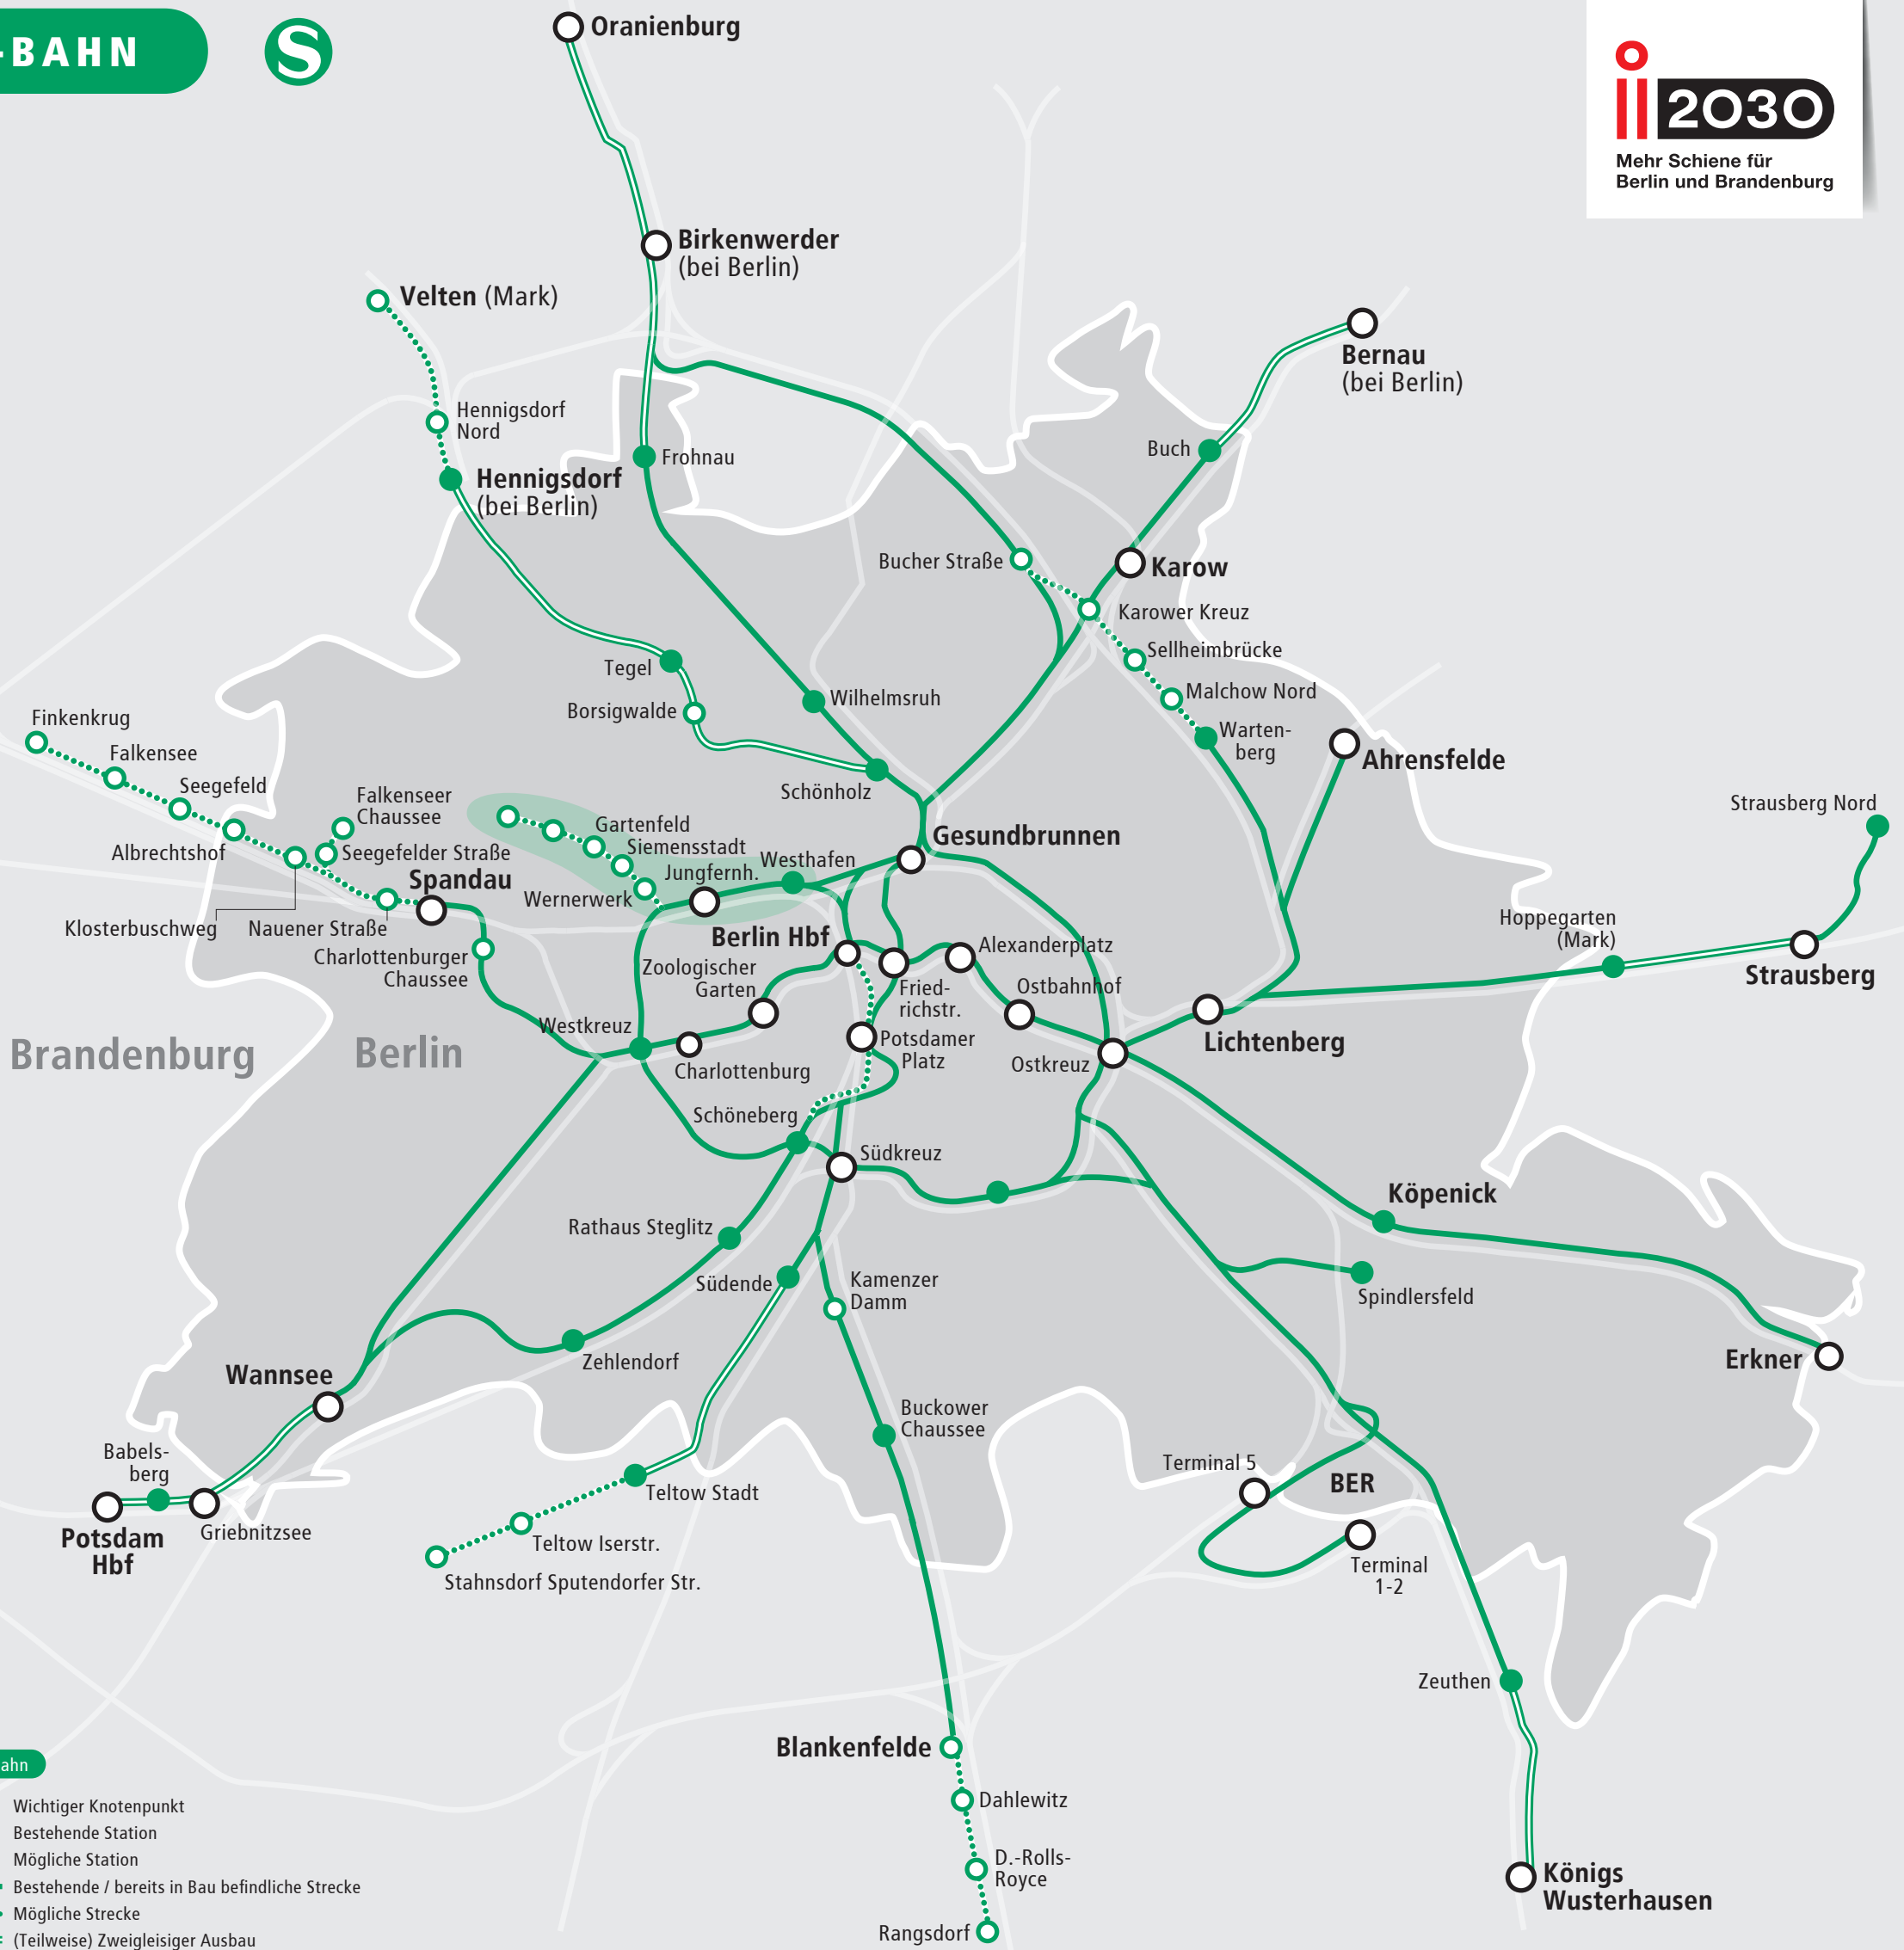 -BAHN
S
i2030
Mehr Schiene für
Berlin und Brandenburg
Oranienburg
Birkenwerder
(bei Berlin)
Velten (Mark)
Bernau
(bei Berlin)
Hennigsdorf
Nord
Buch
Frohnau
Hennigsdorf
(bei Berlin)
Bucher Straße
Karow
Karower Kreuz
Sellheimbrücke
Tegel
Malchow Nord
Wilhelmsruh
Borsigwalde
Finkenkrug
Warten-
berg
Falkensee
Ahrensfelde
Seegefeld
Schönholz
Falkenseer
Chaussee
Strausberg Nord
Gartenfeld
Siemensstadt
Gesundbrunnen
Albrechtshof
Seegefelder Straße
Westhafen
Jungfernh.
Spandau
Wernerwerk
Klosterbuschweg
Nauener Straße
Hoppegarten
(Mark)
Berlin Hbf
Alexanderplatz
Charlottenburger
Chaussee
Zoologischer
Garten
Strausberg
Fried-
richstr.
Ostbahnhof
Westkreuz
Brandenburg
Berlin
Potsdamer
Platz
Lichtenberg
Ostkreuz
Charlottenburg
Schöneberg
Südkreuz
Köpenick
Rathaus Steglitz
Südende
Kamenzer
Damm
Spindlersfeld
Zehlendorf
Erkner
Wannsee
Buckower
Chaussee
Babels-
berg
Terminal 5
BER
Teltow Stadt
Griebnitzsee
Potsdam
Hbf
Teltow Iserstr.
Terminal
1-2
Stahnsdorf Sputendorfer Str.
Zeuthen
Blankenfelde
ahn
Dahlewitz
Wichtiger Knotenpunkt
Bestehende Station
Mögliche Station
D.-Rolls-
Royce
Königs
Wusterhausen
Bestehende / bereits in Bau befindliche Strecke
Mögliche Strecke
Rangsdorf
(Teilweise) Zweigleisiger Ausbau